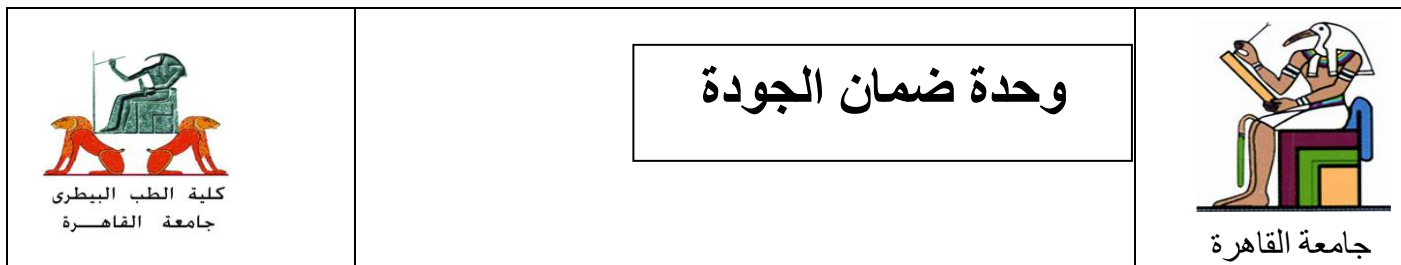 جامعة القاهرة
وحدة ضمان الجودة
كلية الطب البيطرى
جامعة القاهـــرة